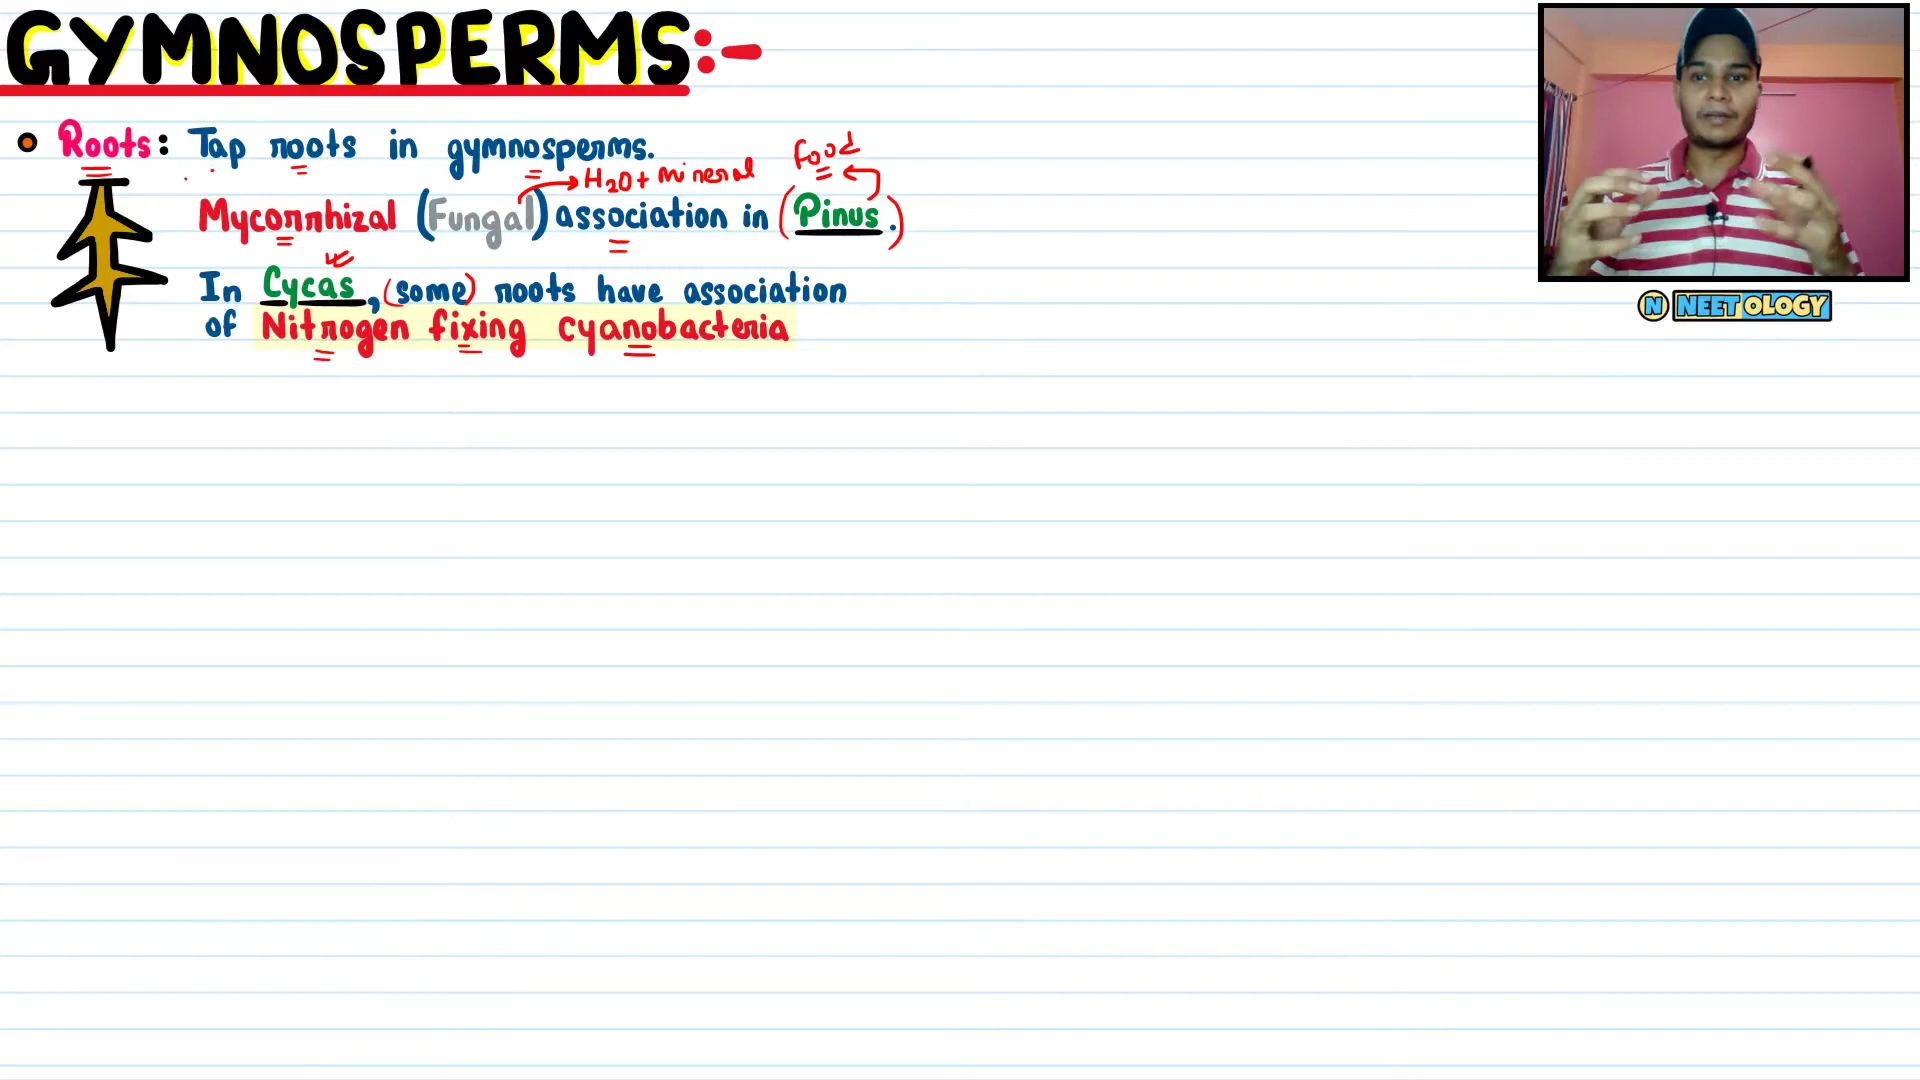 GYMNOSPERMS:-
Roots: Tap roots in gymnosperms.
Food
H2O + mineral
Mycorrhizal (Fungal) association in (Pinus.)
In Cycas, (some) roots have association
of Nitrogen fixing cyanobacteria
N NEETOLOGY